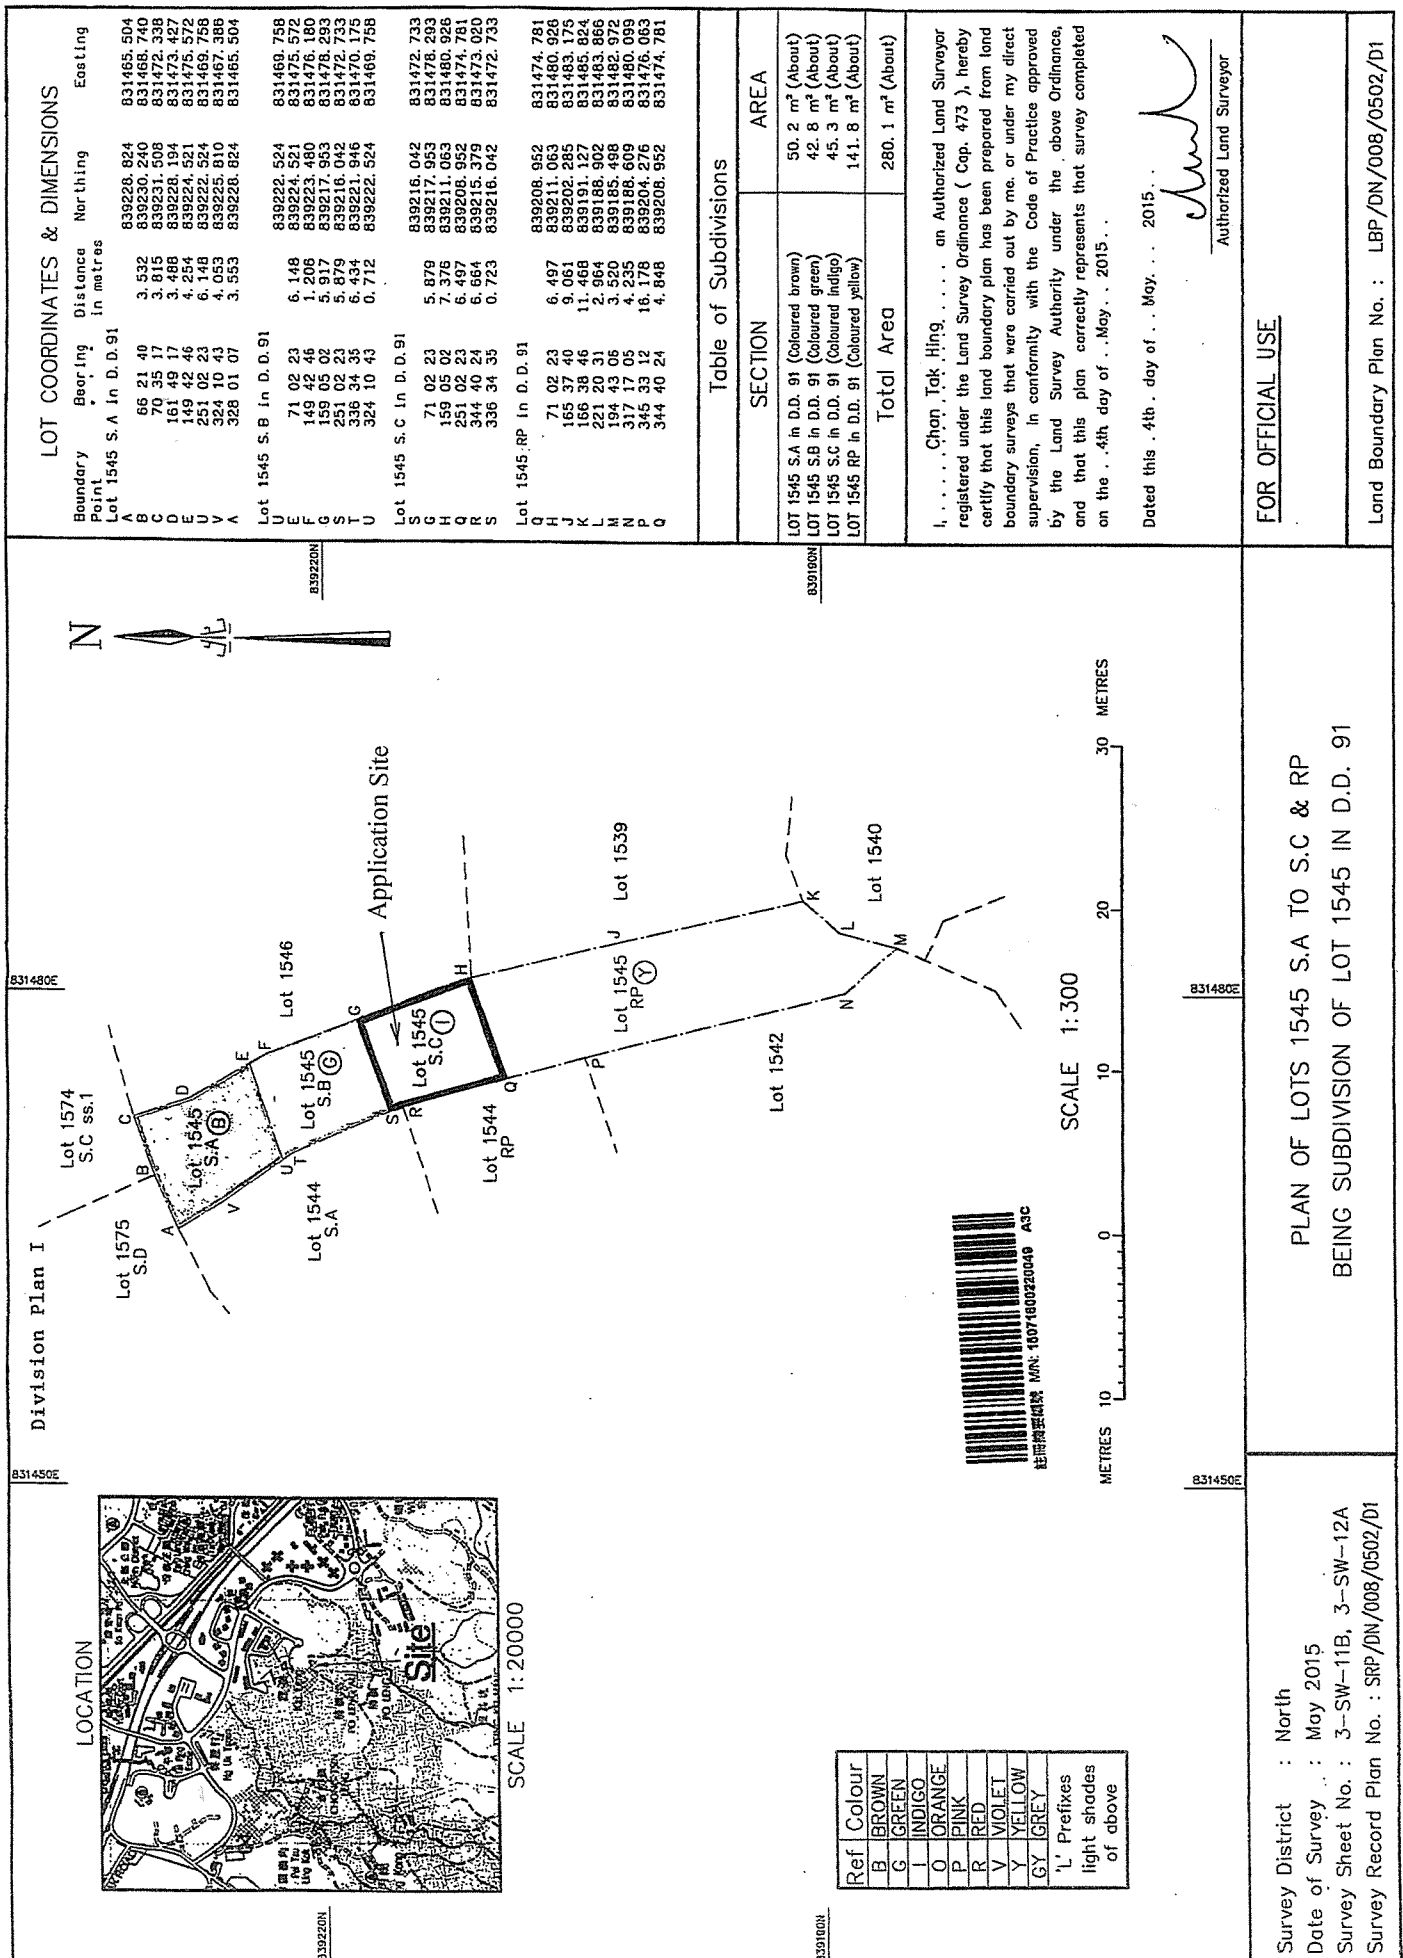 LOCATION
Site
SCALE 1:20000
Division Plan I
831450E
831480E
839220N
839190N
N
Lot 1575
S.D
Lot 1574
S.C ss.1
A
B
C
D
E
F
G
H
J
K
L
M
N
P
Q
R
S
T
U
V
Lot 1545
S.A (B)
Lot 1545
S.B (G)
Lot 1545
S.C (I)
Lot 1545
RP (Y)
Lot 1546
Application Site
Lot 1544
S.A
Lot 1544
RP
Lot 1542
Lot 1539
Lot 1540
Ref Colour
B BROWN
G GREEN
I INDIGO
O ORANGE
P PINK
R RED
V VIOLET
Y YELLOW
GY GREY
'L' Prefixes
light shades
of above
M/N: 16071800220049 A3C
METRES 10 0 10 20 30 METRES
SCALE 1:300
831450E
831480E
839220N
LOT COORDINATES & DIMENSIONS
Boundary Bearing Distance Northing Easting
Point ° ' " in metres
Lot 1545 S.A in D.D.91
A 839228.824 831465.504
B 66 21 40 3.532 839230.240 831468.740
C 70 35 17 3.815 839231.508 831472.338
D 161 49 17 3.488 839228.194 831473.427
E 149 42 46 4.254 839224.521 831475.572
U 251 02 23 6.148 839222.524 831469.758
V 324 10 43 4.053 839225.810 831467.386
A 328 01 07 3.553 839228.824 831465.504
Lot 1545 S.B in D.D.91
U 839222.524 831469.758
E 71 02 23 6.148 839224.521 831475.572
F 149 42 46 1.206 839223.480 831476.180
G 159 05 02 5.917 839217.953 831478.293
S 251 02 23 5.879 839216.042 831472.733
T 336 34 35 6.434 839221.946 831470.175
U 324 10 43 0.712 839222.524 831469.758
Lot 1545 S.C in D.D.91
S 839216.042 831472.733
G 71 02 23 5.879 839217.953 831478.293
H 159 05 02 7.376 839211.063 831480.926
Q 251 02 23 6.497 839208.952 831474.781
R 344 40 24 6.664 839215.379 831473.020
S 336 34 35 0.723 839216.042 831472.733
Lot 1545 RP in D.D.91
Q 839208.952 831474.781
H 71 02 23 6.497 839211.063 831480.926
J 165 37 40 9.061 839202.285 831483.175
K 166 38 46 11.468 839191.127 831485.824
L 221 20 31 2.964 839188.902 831483.866
M 194 43 06 3.520 839185.498 831482.972
N 317 17 05 4.235 839188.609 831480.099
P 345 33 12 16.178 839204.276 831476.063
Q 344 40 24 4.848 839208.952 831474.781
Table of Subdivisions
SECTION AREA
LOT 1545 S.A in D.D. 91 (Coloured brown) 50.2 m² (About)
LOT 1545 S.B in D.D. 91 (Coloured green) 42.8 m² (About)
LOT 1545 S.C in D.D. 91 (Coloured Indigo) 45.3 m² (About)
LOT 1545 RP in D.D. 91 (Coloured yellow) 141.8 m² (About)
Total Area 280.1 m² (About)
I, . . . . . Chan Tak Hing . . . . . an Authorized Land Surveyor
registered under the Land Survey Ordinance ( Cap. 473 ), hereby
certify that this land boundary plan has been prepared from land
boundary surveys that were carried out by me. or under my direct
supervision, in conformity with the Code of Practice approved
by the Land Survey Authority under the above Ordinance,
and that this plan correctly represents that survey completed
on the . .4th day of . .May . . 2015 . .
Dated this . 4th. day of . . May. . . 2015 . .
Authorized Land Surveyor
FOR OFFICIAL USE
Land Boundary Plan No. : LBP/DN/008/0502/D1
PLAN OF LOTS 1545 S.A TO S.C & RP
BEING SUBDIVISION OF LOT 1545 IN D.D. 91
Survey District : North
Date of Survey : May 2015
Survey Sheet No. : 3-SW-11B, 3-SW-12A
Survey Record Plan No. : SRP/DN/008/0502/D1